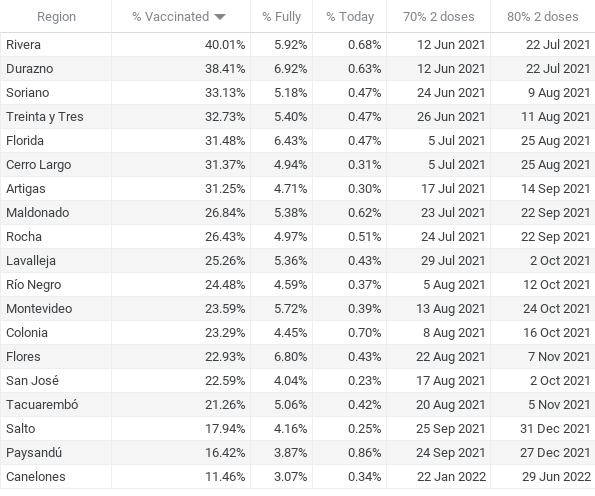 Region % Vaccinated % Fully % Today 70% 2 doses 80% 2 doses
Rivera 40.01% 5.92% 0.68% 12 Jun 2021 22 Jul 2021
Durazno 38.41% 6.92% 0.63% 12 Jun 2021 22 Jul 2021
Soriano 33.13% 5.18% 0.47% 24 Jun 2021 9 Aug 2021
Treinta y Tres 32.73% 5.40% 0.47% 26 Jun 2021 11 Aug 2021
Florida 31.48% 6.43% 0.47% 5 Jul 2021 25 Aug 2021
Cerro Largo 31.37% 4.94% 0.31% 5 Jul 2021 25 Aug 2021
Artigas 31.25% 4.71% 0.30% 17 Jul 2021 14 Sep 2021
Maldonado 26.84% 5.38% 0.62% 23 Jul 2021 22 Sep 2021
Rocha 26.43% 4.97% 0.51% 24 Jul 2021 22 Sep 2021
Lavalleja 25.26% 5.36% 0.43% 29 Jul 2021 2 Oct 2021
Río Negro 24.48% 4.59% 0.37% 5 Aug 2021 12 Oct 2021
Montevideo 23.59% 5.72% 0.39% 13 Aug 2021 24 Oct 2021
Colonia 23.29% 4.45% 0.70% 8 Aug 2021 16 Oct 2021
Flores 22.93% 6.80% 0.43% 22 Aug 2021 7 Nov 2021
San José 22.59% 4.04% 0.23% 17 Aug 2021 2 Oct 2021
Tacuarembó 21.26% 5.06% 0.42% 20 Aug 2021 5 Nov 2021
Salto 17.94% 4.16% 0.25% 25 Sep 2021 31 Dec 2021
Paysandú 16.42% 3.87% 0.86% 24 Sep 2021 27 Dec 2021
Canelones 11.46% 3.07% 0.34% 22 Jan 2022 29 Jun 2022